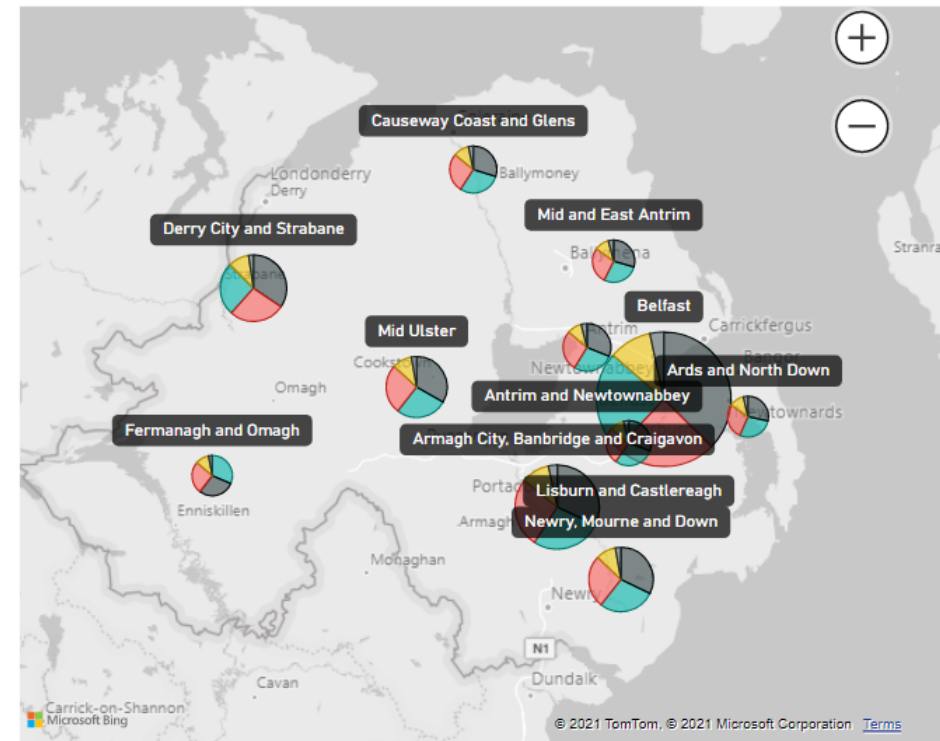 Causeway Coast and Glens
Londonderry
Derry
Ballymoney
Mid and East Antrim
Derry City and Strabane
Stranra
Strabane
Belfast
Mid Ulster
Antrim
Carrickfergus
Cookstown
Newtownabbey
Bangor
Ards and North Down
Omagh
Antrim and Newtownabbey
Newtownards
Fermanagh and Omagh
Armagh City, Banbridge and Craigavon
Portad
Lisburn and Castlereagh
Enniskillen
Armagh
Newry, Mourne and Down
Monaghan
Newry
N1
Dundalk
Cavan
Carrick-on-Shannon
Microsoft Bing
© 2021 TomTom, © 2021 Microsoft Corporation Terms